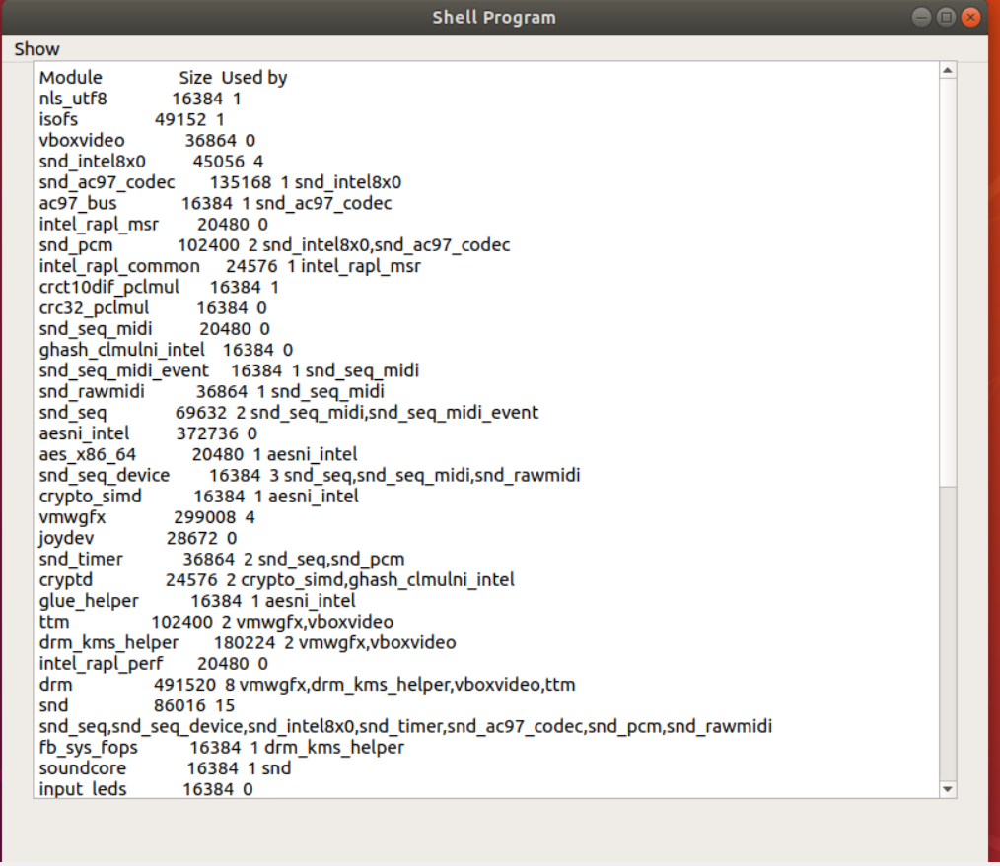 Shell Program
Show
Module Size Used by
nls_utf8 16384 1
isofs 49152 1
vboxvideo 36864 0
snd_intel8x0 45056 4
snd_ac97_codec 135168 1 snd_intel8x0
ac97_bus 16384 1 snd_ac97_codec
intel_rapl_msr 20480 0
snd_pcm 102400 2 snd_intel8x0,snd_ac97_codec
intel_rapl_common 24576 1 intel_rapl_msr
crct10dif_pclmul 16384 1
crc32_pclmul 16384 0
snd_seq_midi 20480 0
ghash_clmulni_intel 16384 0
snd_seq_midi_event 16384 1 snd_seq_midi
snd_rawmidi 36864 1 snd_seq_midi
snd_seq 69632 2 snd_seq_midi,snd_seq_midi_event
aesni_intel 372736 0
aes_x86_64 20480 1 aesni_intel
snd_seq_device 16384 3 snd_seq,snd_seq_midi,snd_rawmidi
crypto_simd 16384 1 aesni_intel
vmwgfx 299008 4
joydev 28672 0
snd_timer 36864 2 snd_seq,snd_pcm
cryptd 24576 2 crypto_simd,ghash_clmulni_intel
glue_helper 16384 1 aesni_intel
ttm 102400 2 vmwgfx,vboxvideo
drm_kms_helper 180224 2 vmwgfx,vboxvideo
intel_rapl_perf 20480 0
drm 491520 8 vmwgfx,drm_kms_helper,vboxvideo,ttm
snd 86016 15
snd_seq,snd_seq_device,snd_intel8x0,snd_timer,snd_ac97_codec,snd_pcm,snd_rawmidi
fb_sys_fops 16384 1 drm_kms_helper
soundcore 16384 1 snd
input_leds 16384 0